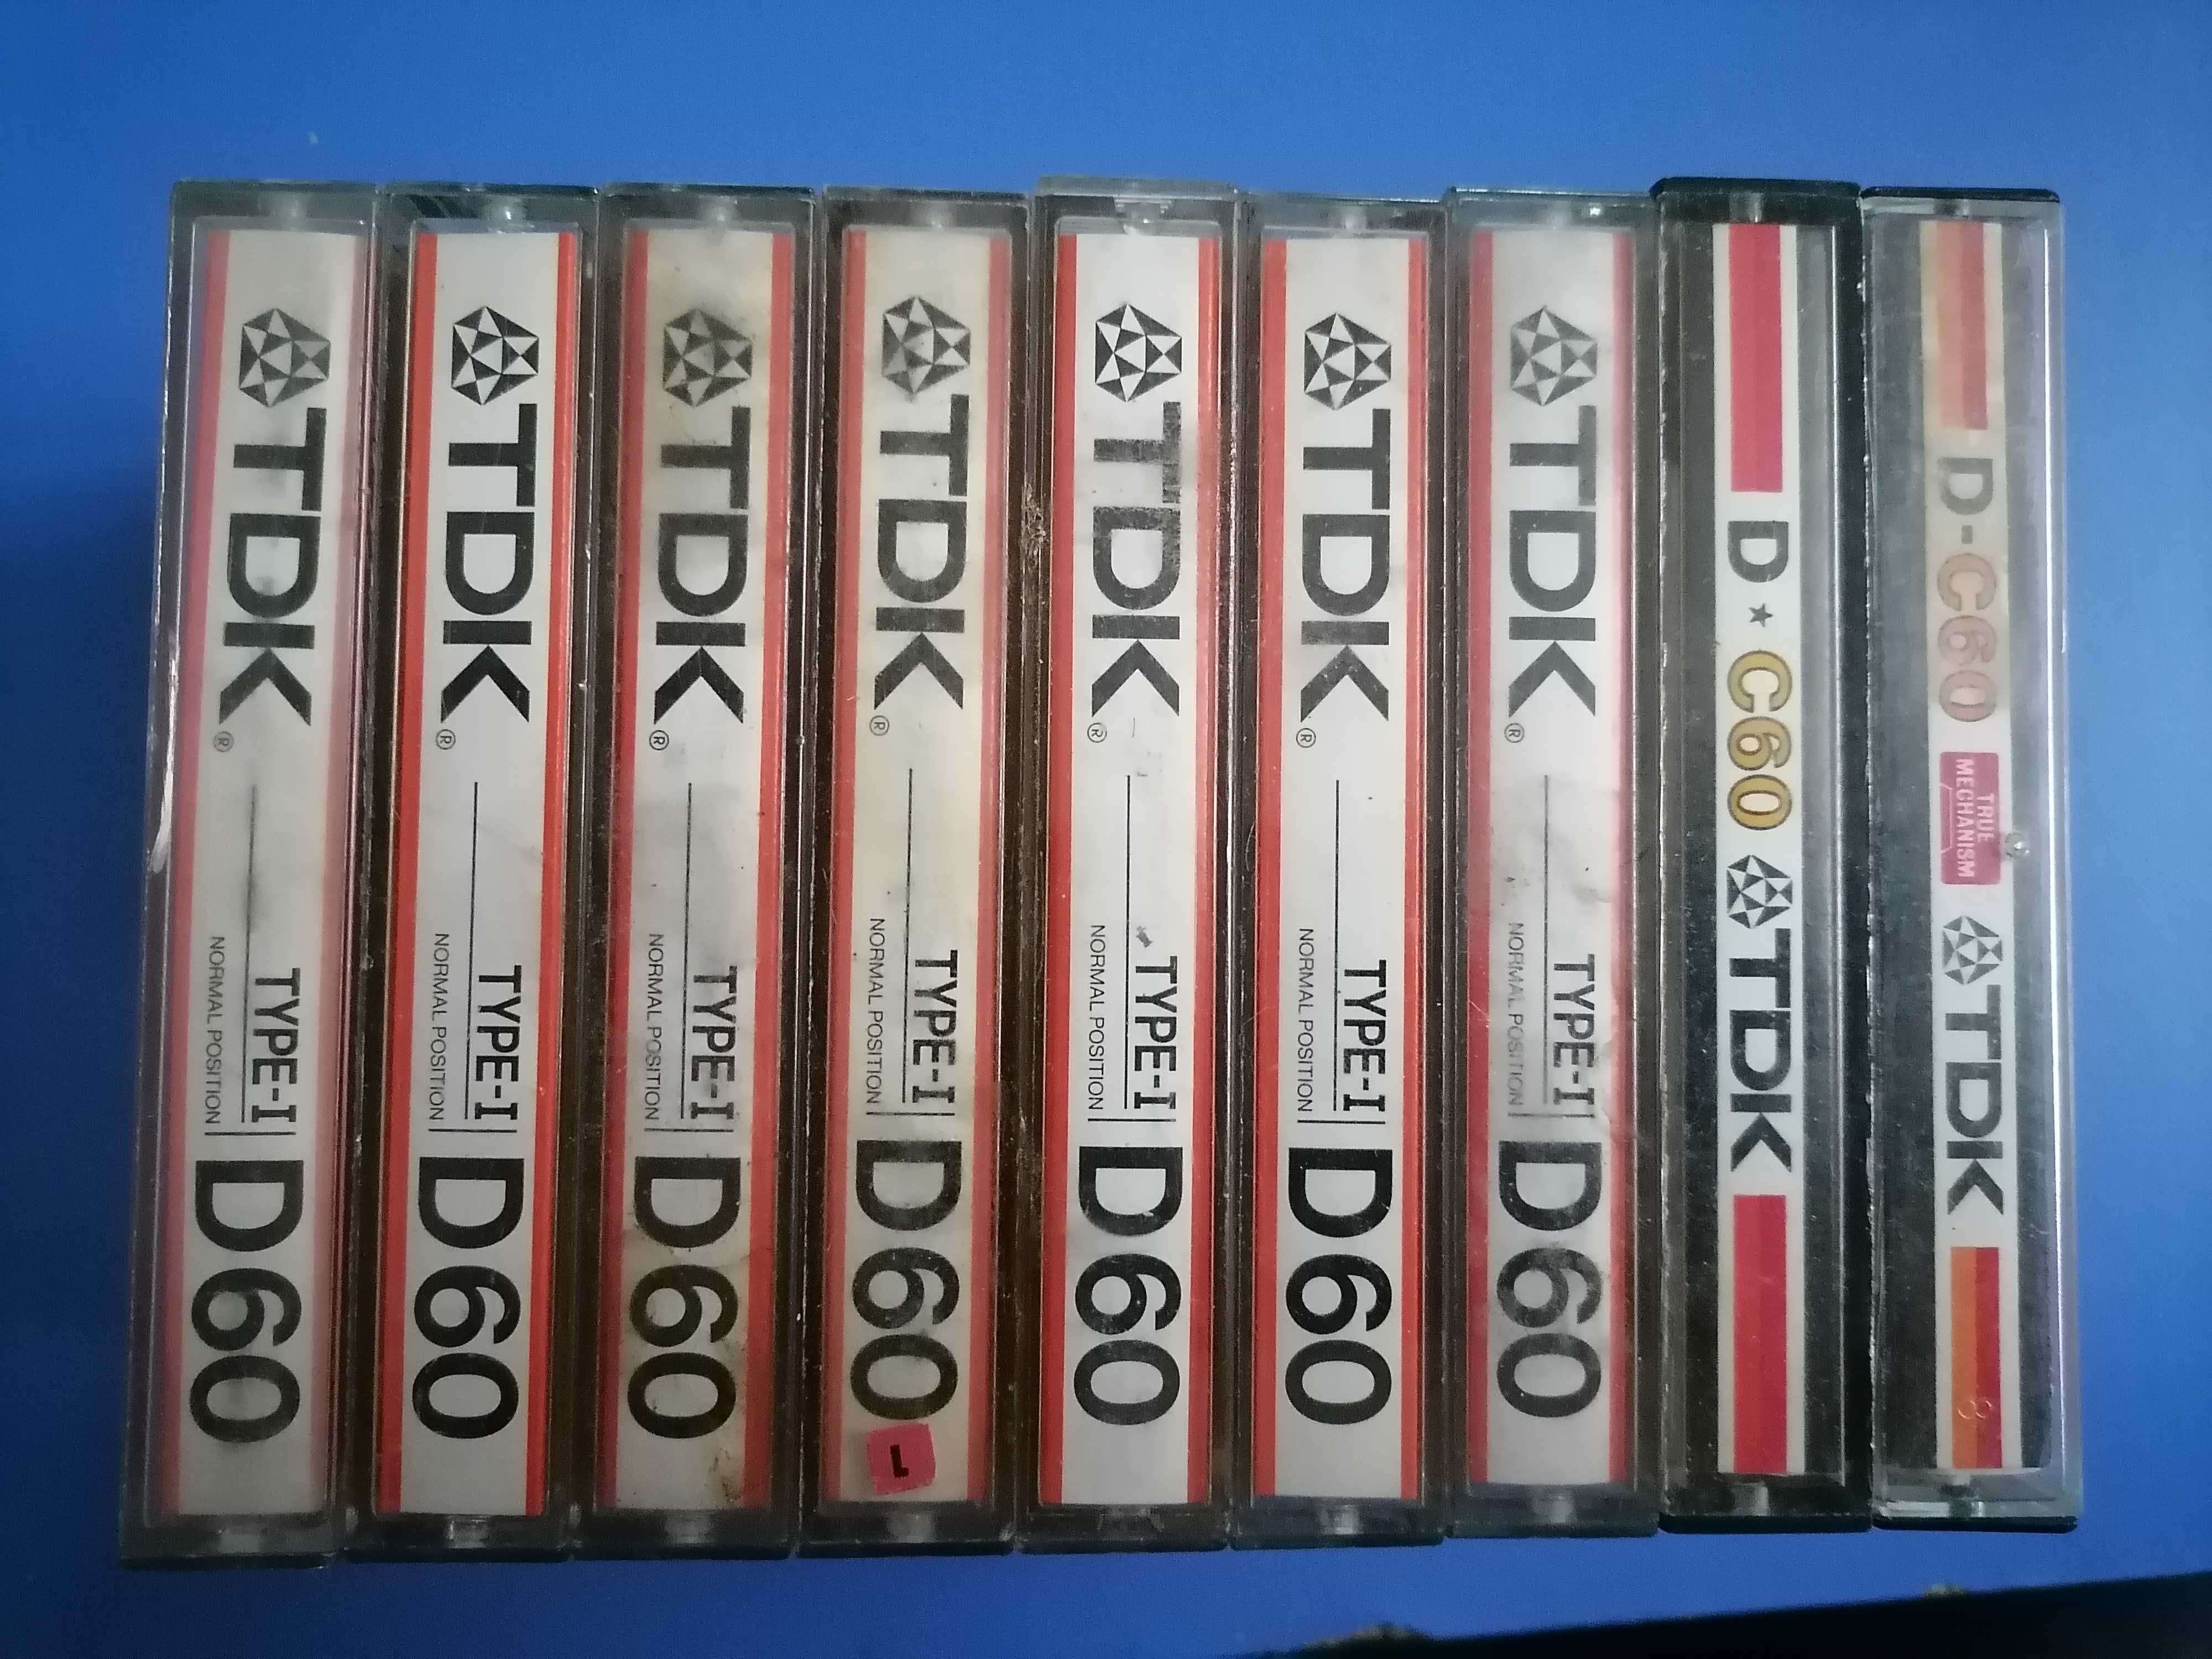 TDK® TYPE-I NORMAL POSITION D60
TDK® TYPE-I NORMAL POSITION D60
TDK® TYPE-I NORMAL POSITION D60
TDK® TYPE-I NORMAL POSITION D60 1
TDK® TYPE-I NORMAL POSITION D60
TDK® TYPE-I NORMAL POSITION D60
TDK® TYPE-I NORMAL POSITION D60
D ★ C60 TDK
D-C60 TRUE MECHANISM TDK 8